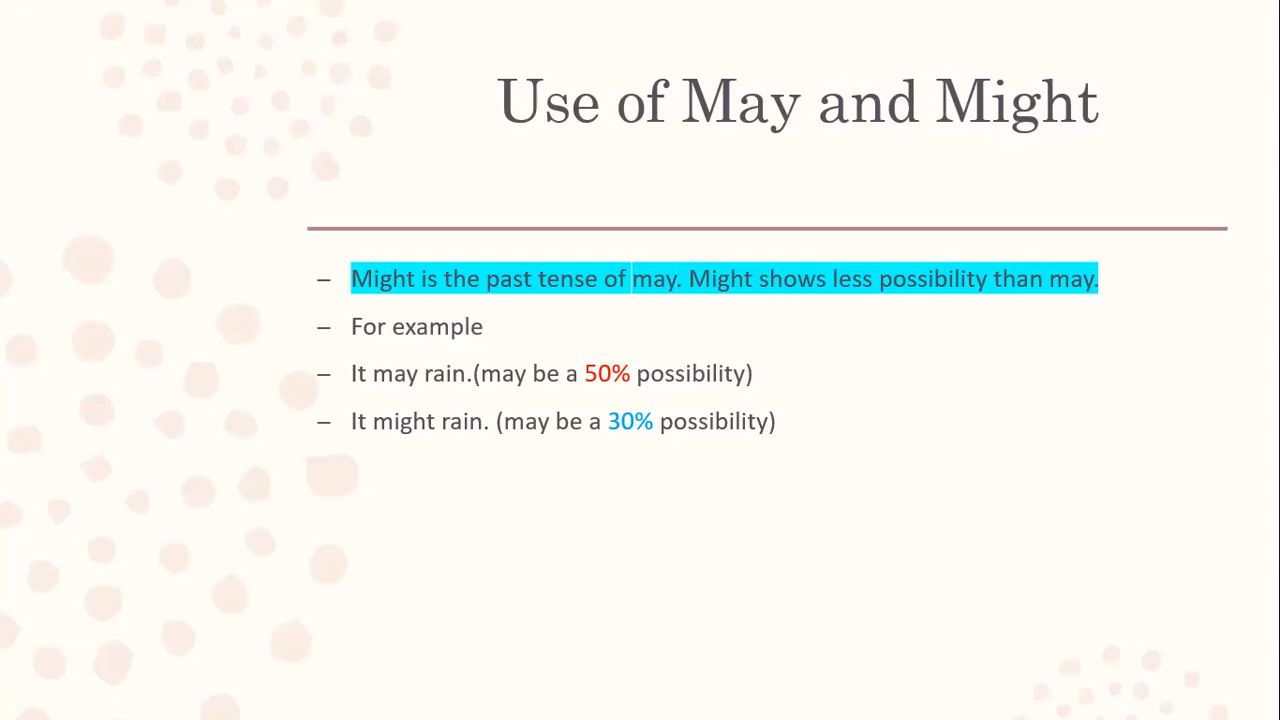 Use of May and Might
– Might is the past tense of may. Might shows less possibility than may.
– For example
– It may rain.(may be a 50% possibility)
– It might rain. (may be a 30% possibility)